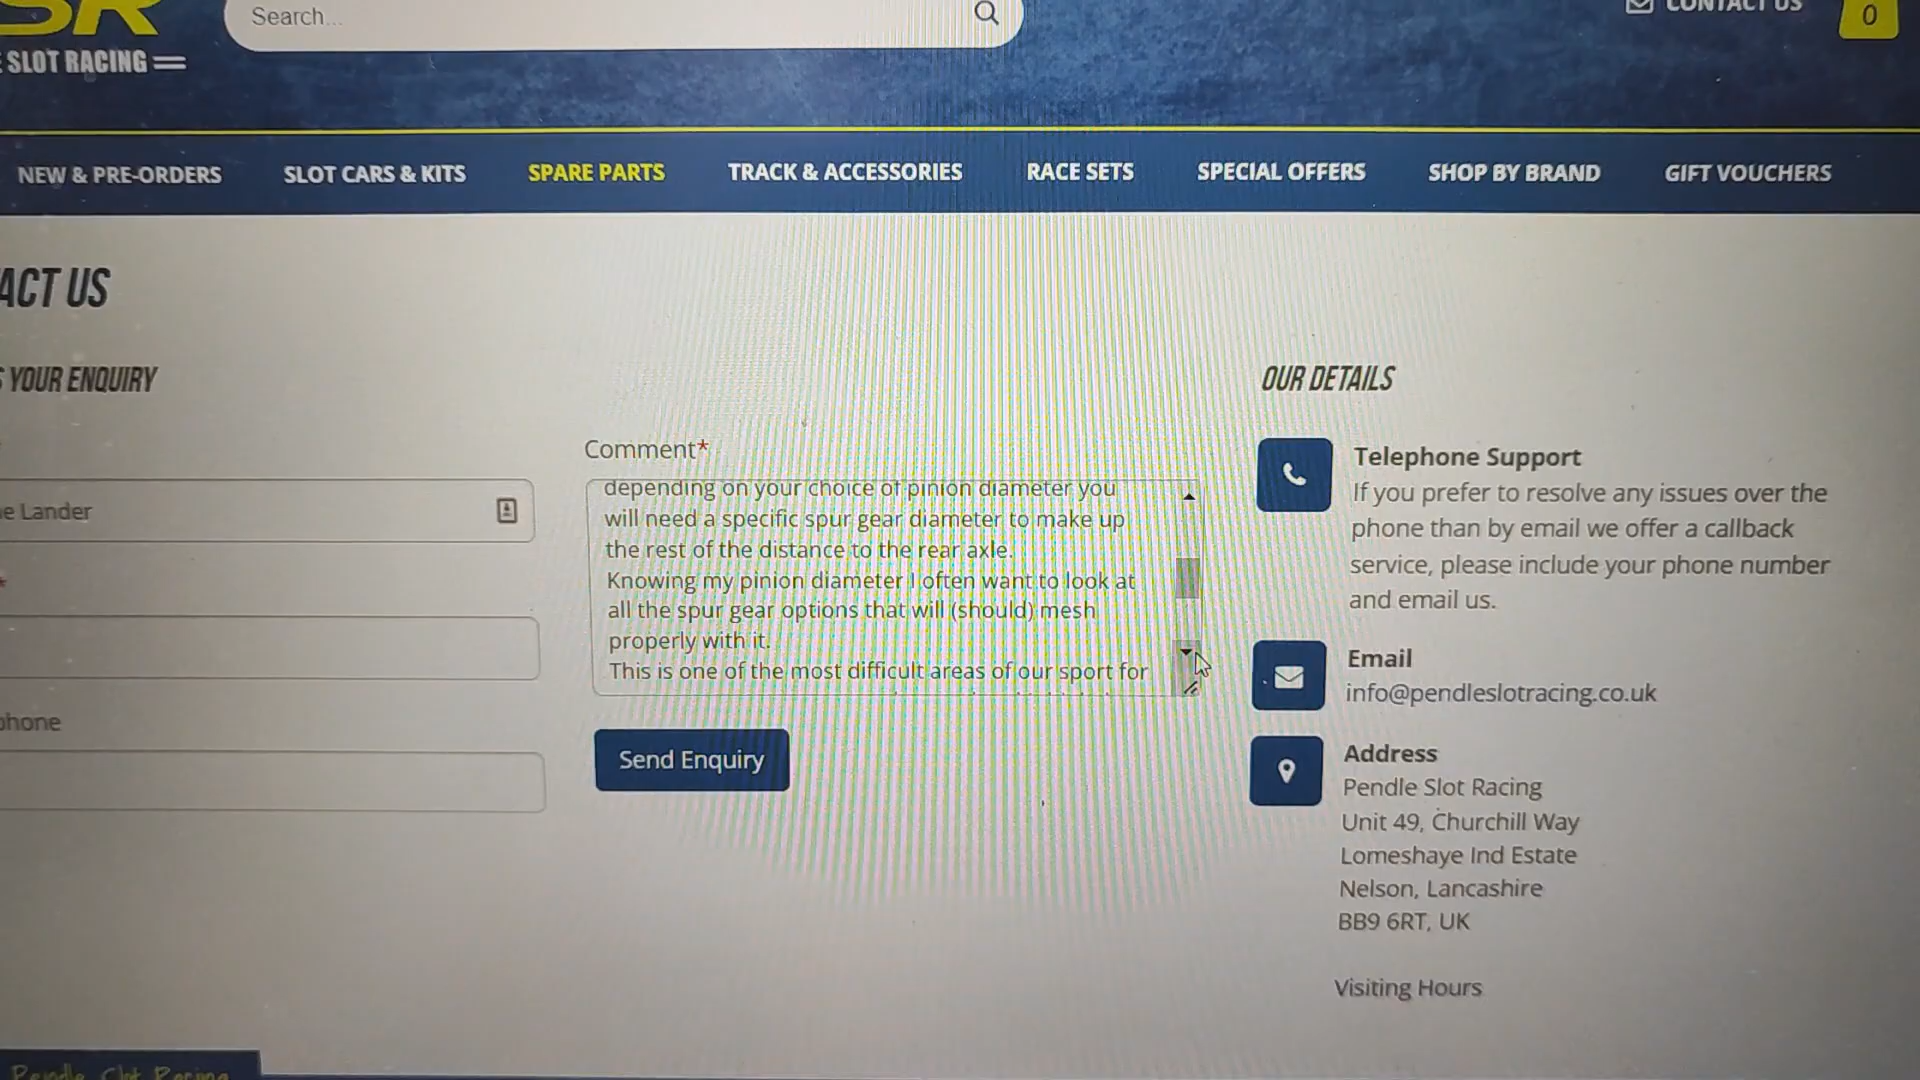 SR
SLOT RACING
Search...
CONTACT US
0
NEW & PRE-ORDERS
SLOT CARS & KITS
SPARE PARTS
TRACK & ACCESSORIES
RACE SETS
SPECIAL OFFERS
SHOP BY BRAND
GIFT VOUCHERS
ACT US
YOUR ENQUIRY
e Lander
phone
Comment*
depending on your choice of pinion diameter you
will need a specific spur gear diameter to make up
the rest of the distance to the rear axle.
Knowing my pinion diameter I often want to look at
all the spur gear options that will (should) mesh
properly with it.
This is one of the most difficult areas of our sport for
Send Enquiry
OUR DETAILS
Telephone Support
If you prefer to resolve any issues over the
phone than by email we offer a callback
service, please include your phone number
and email us.
Email
info@pendleslotracing.co.uk
Address
Pendle Slot Racing
Unit 49, Churchill Way
Lomeshaye Ind Estate
Nelson, Lancashire
BB9 6RT, UK
Visiting Hours
Pendle Slot Racing